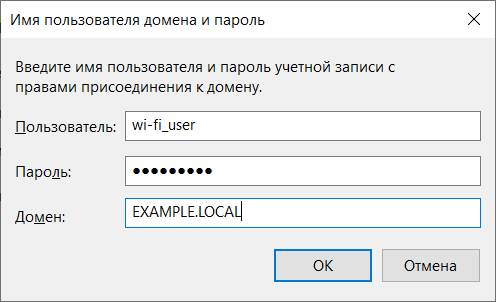 Имя пользователя домена и пароль
Введите имя пользователя и пароль учетной записи с
правами присоединения к домену.
Пользователь: wi-fi_user
Пароль: ●●●●●●●●●
Домен: EXAMPLE.LOCAL
ОК Отмена